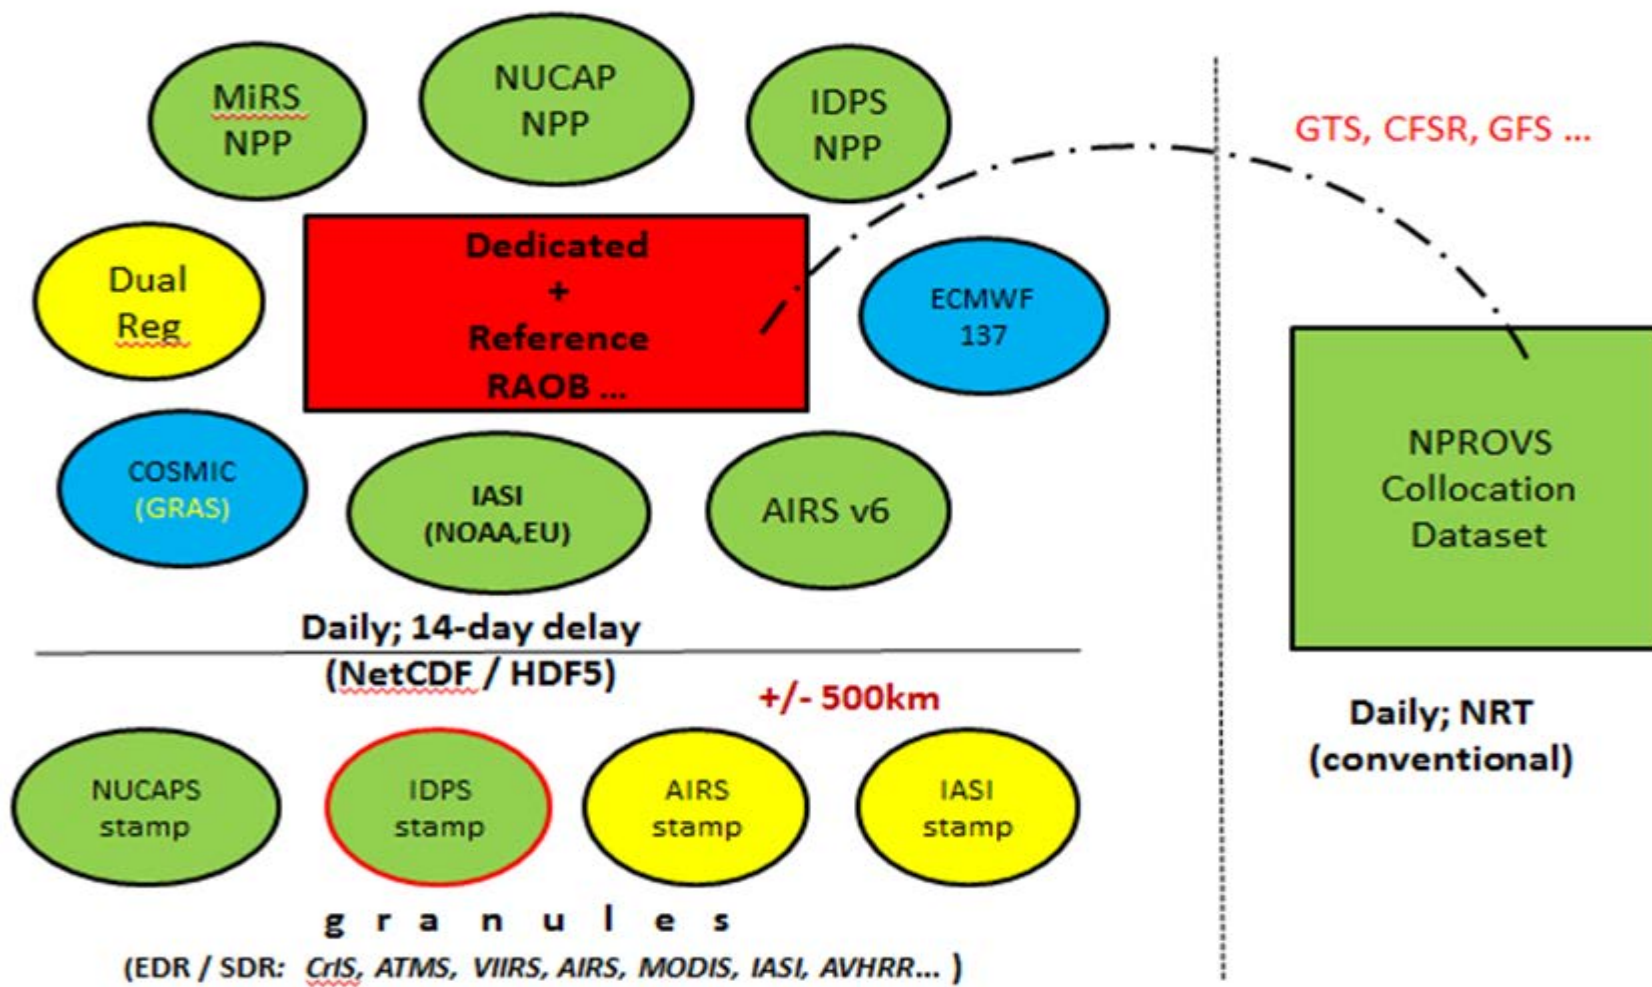 MiRS
NPP
NUCAP
NPP
IDPS
NPP
GTS, CFSR, GFS ...
Dual
Reg
Dedicated
+
Reference
RAOB ...
ECMWF
137
COSMIC
(GRAS)
IASI
(NOAA,EU)
AIRS v6
NPROVS
Collocation
Dataset
Daily; 14-day delay
(NetCDF / HDF5)
+/- 500km
Daily; NRT
(conventional)
NUCAPS
stamp
IDPS
stamp
AIRS
stamp
IASI
stamp
g r a n u l e s
(EDR / SDR: CrIS, ATMS, VIIRS, AIRS, MODIS, IASI, AVHRR... )